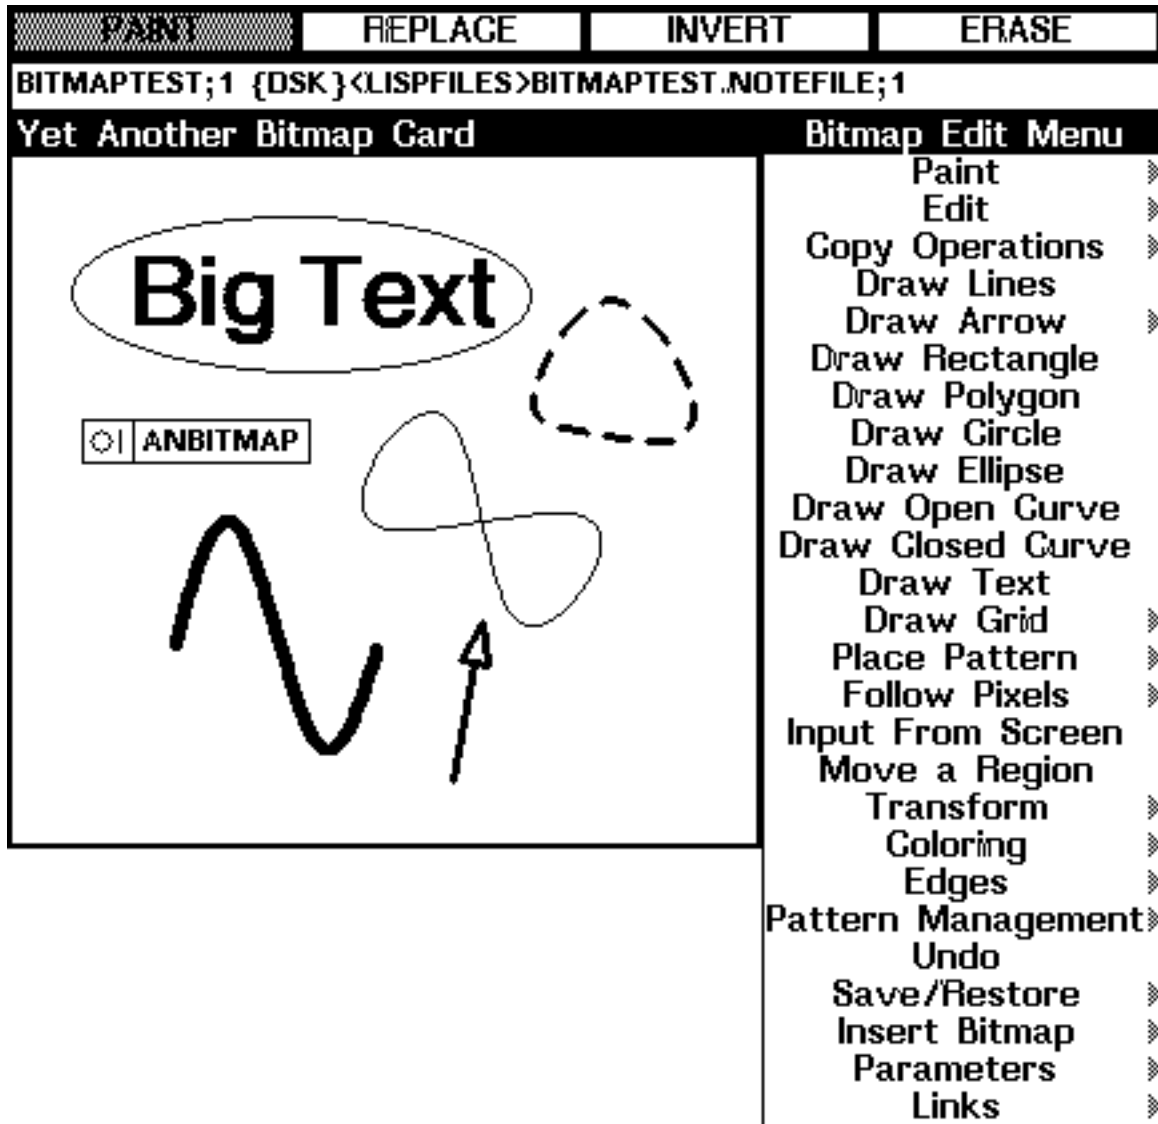 PAINT REPLACE INVERT ERASE
BITMAPTEST;1 {DSK}<LISPFILES>BITMAPTEST.NOTEFILE;1
Yet Another Bitmap Card
Big Text
ANBITMAP
Bitmap Edit Menu
Paint
Edit
Copy Operations
Draw Lines
Draw Arrow
Draw Rectangle
Draw Polygon
Draw Circle
Draw Ellipse
Draw Open Curve
Draw Closed Curve
Draw Text
Draw Grid
Place Pattern
Follow Pixels
Input From Screen
Move a Region
Transform
Coloring
Edges
Pattern Management
Undo
Save/Restore
Insert Bitmap
Parameters
Links